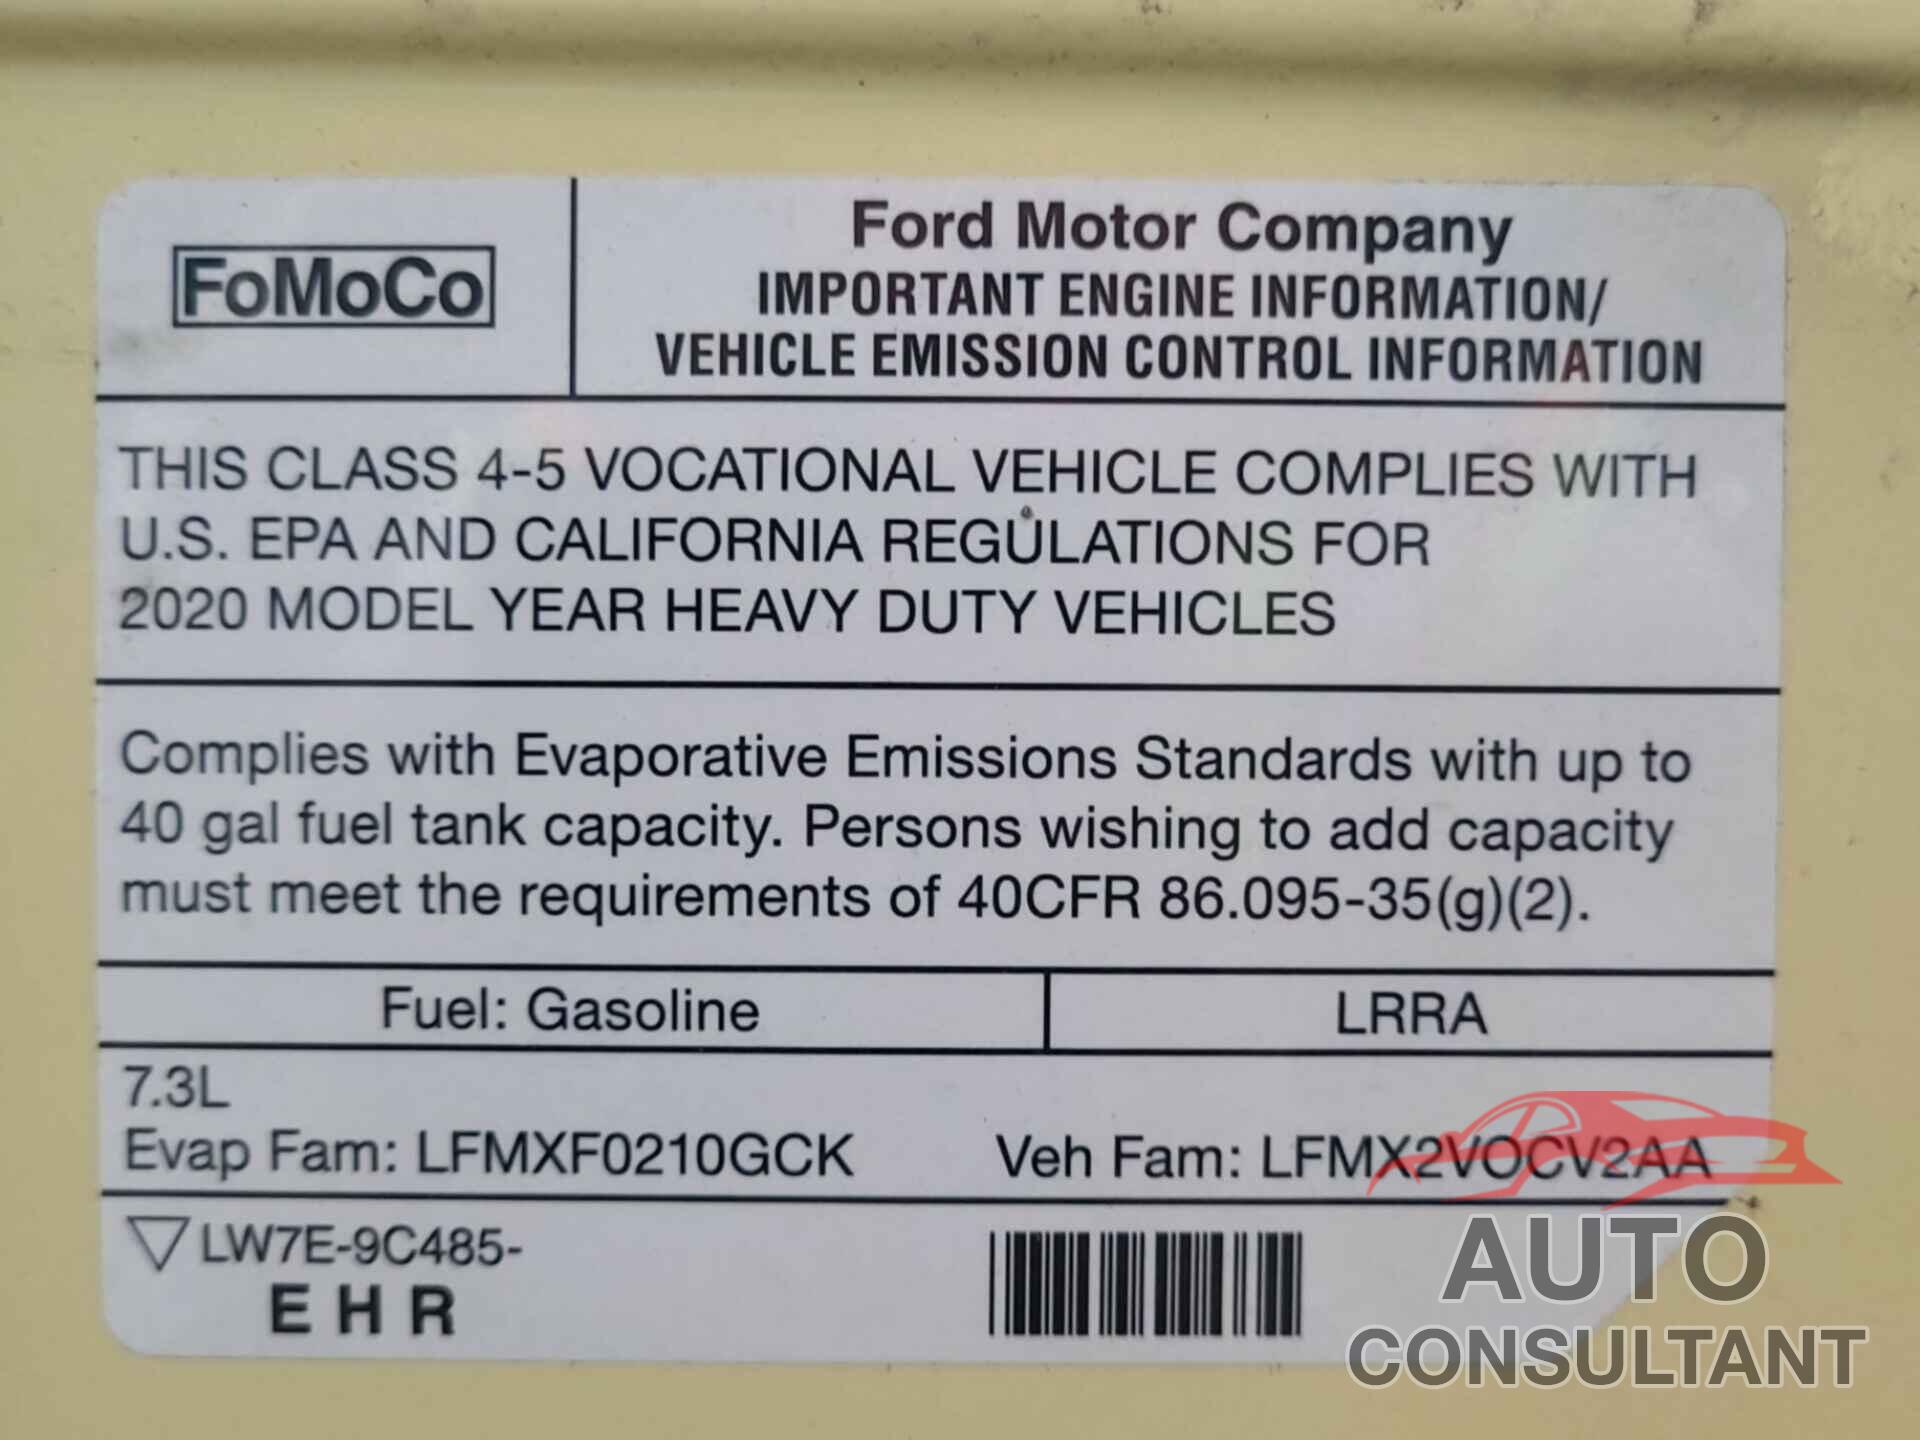 FoMoCo
Ford Motor Company
IMPORTANT ENGINE INFORMATION/
VEHICLE EMISSION CONTROL INFORMATION
THIS CLASS 4-5 VOCATIONAL VEHICLE COMPLIES WITH
U.S. EPA AND CALIFORNIA REGULATIONS FOR
2020 MODEL YEAR HEAVY DUTY VEHICLES
Complies with Evaporative Emissions Standards with up to
40 gal fuel tank capacity. Persons wishing to add capacity
must meet the requirements of 40CFR 86.095-35(g)(2).
Fuel: Gasoline
LRRA
7.3L
Evap Fam: LFMXF0210GCK
Veh Fam: LFMX2VOCV2AA
LW7E-9C485-
E H R
AUTO
CONSULTANT